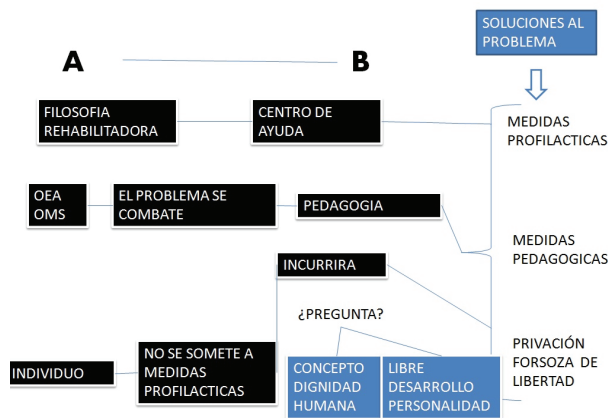 SOLUCIONES AL
PROBLEMA
A
B
FILOSOFIA
REHABILITADORA
CENTRO DE
AYUDA
MEDIDAS
PROFILACTICAS
OEA
OMS
EL PROBLEMA SE
COMBATE
PEDAGOGIA
MEDIDAS
PEDAGOGICAS
INCURRIRA
¿PREGUNTA?
INDIVIDUO
NO SE SOMETE A
MEDIDAS
PROFILACTICAS
CONCEPTO
DIGNIDAD
HUMANA
LIBRE
DESARROLLO
PERSONALIDAD
PRIVACIÓN
FORSOZA DE
LIBERTAD